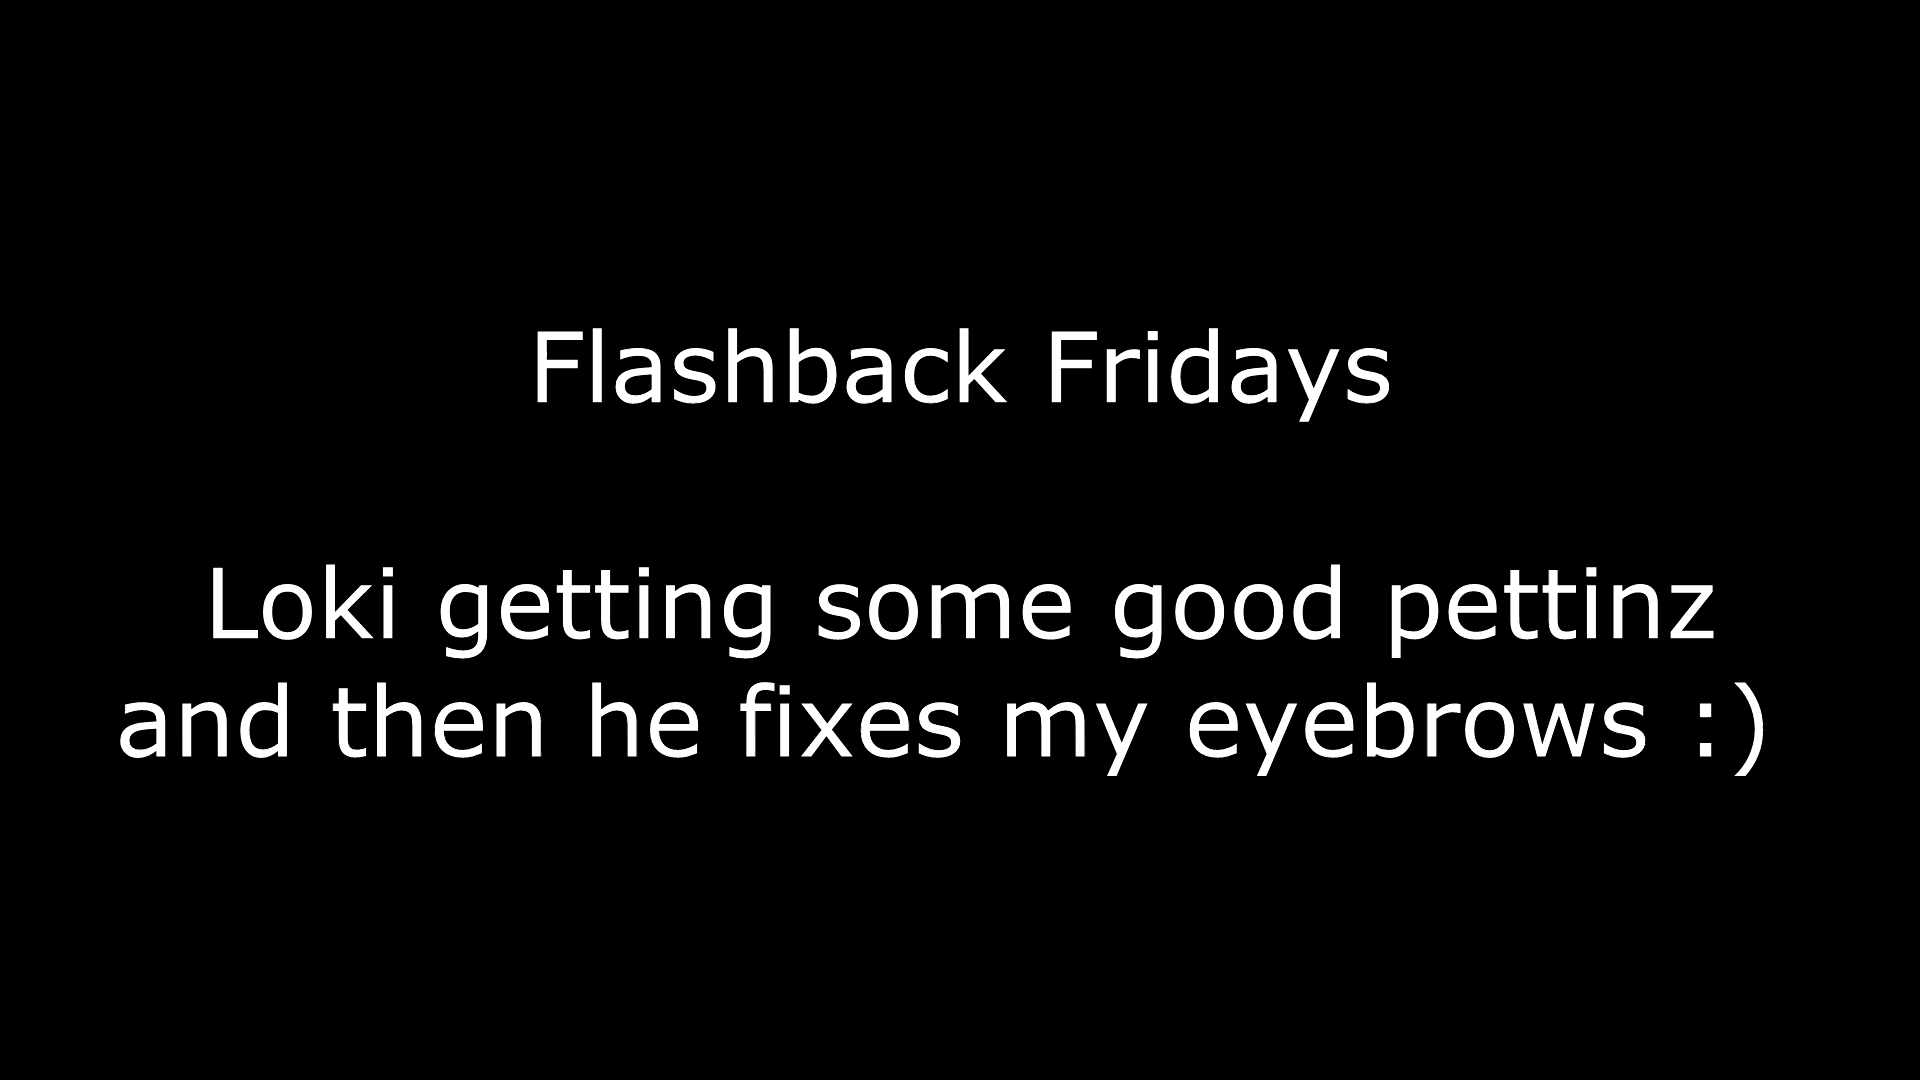 Flashback Fridays
Loki getting some good pettinz
and then he fixes my eyebrows :)